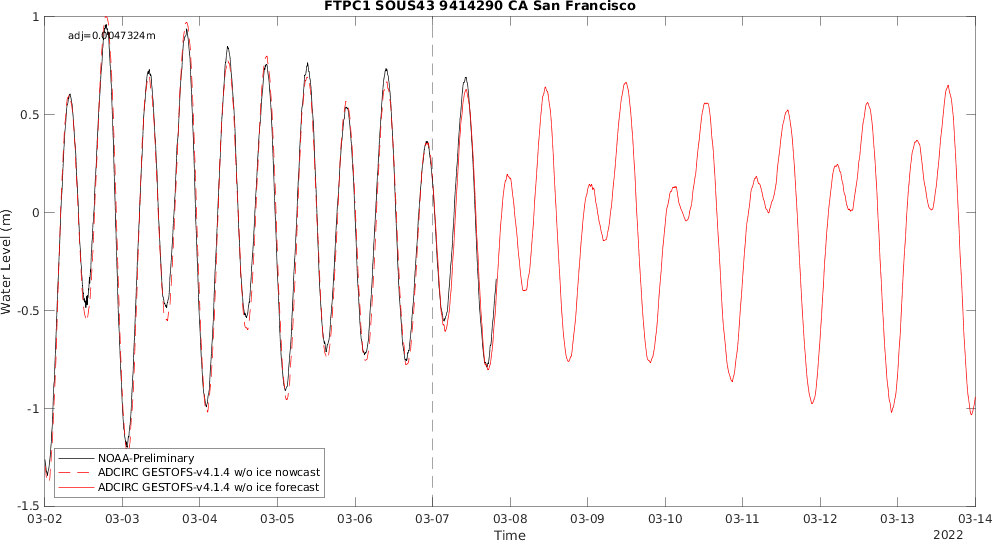 FTPC1 SOUS43 9414290 CA San Francisco
adj=0.0047324m
1
0.5
0
-0.5
-1
-1.5
Water Level (m)
NOAA-Preliminary
ADCIRC GESTOFS-v4.1.4 w/o ice nowcast
ADCIRC GESTOFS-v4.1.4 w/o ice forecast
03-02 03-03 03-04 03-05 03-06 03-07 03-08 03-09 03-10 03-11 03-12 03-13 03-14
Time
2022